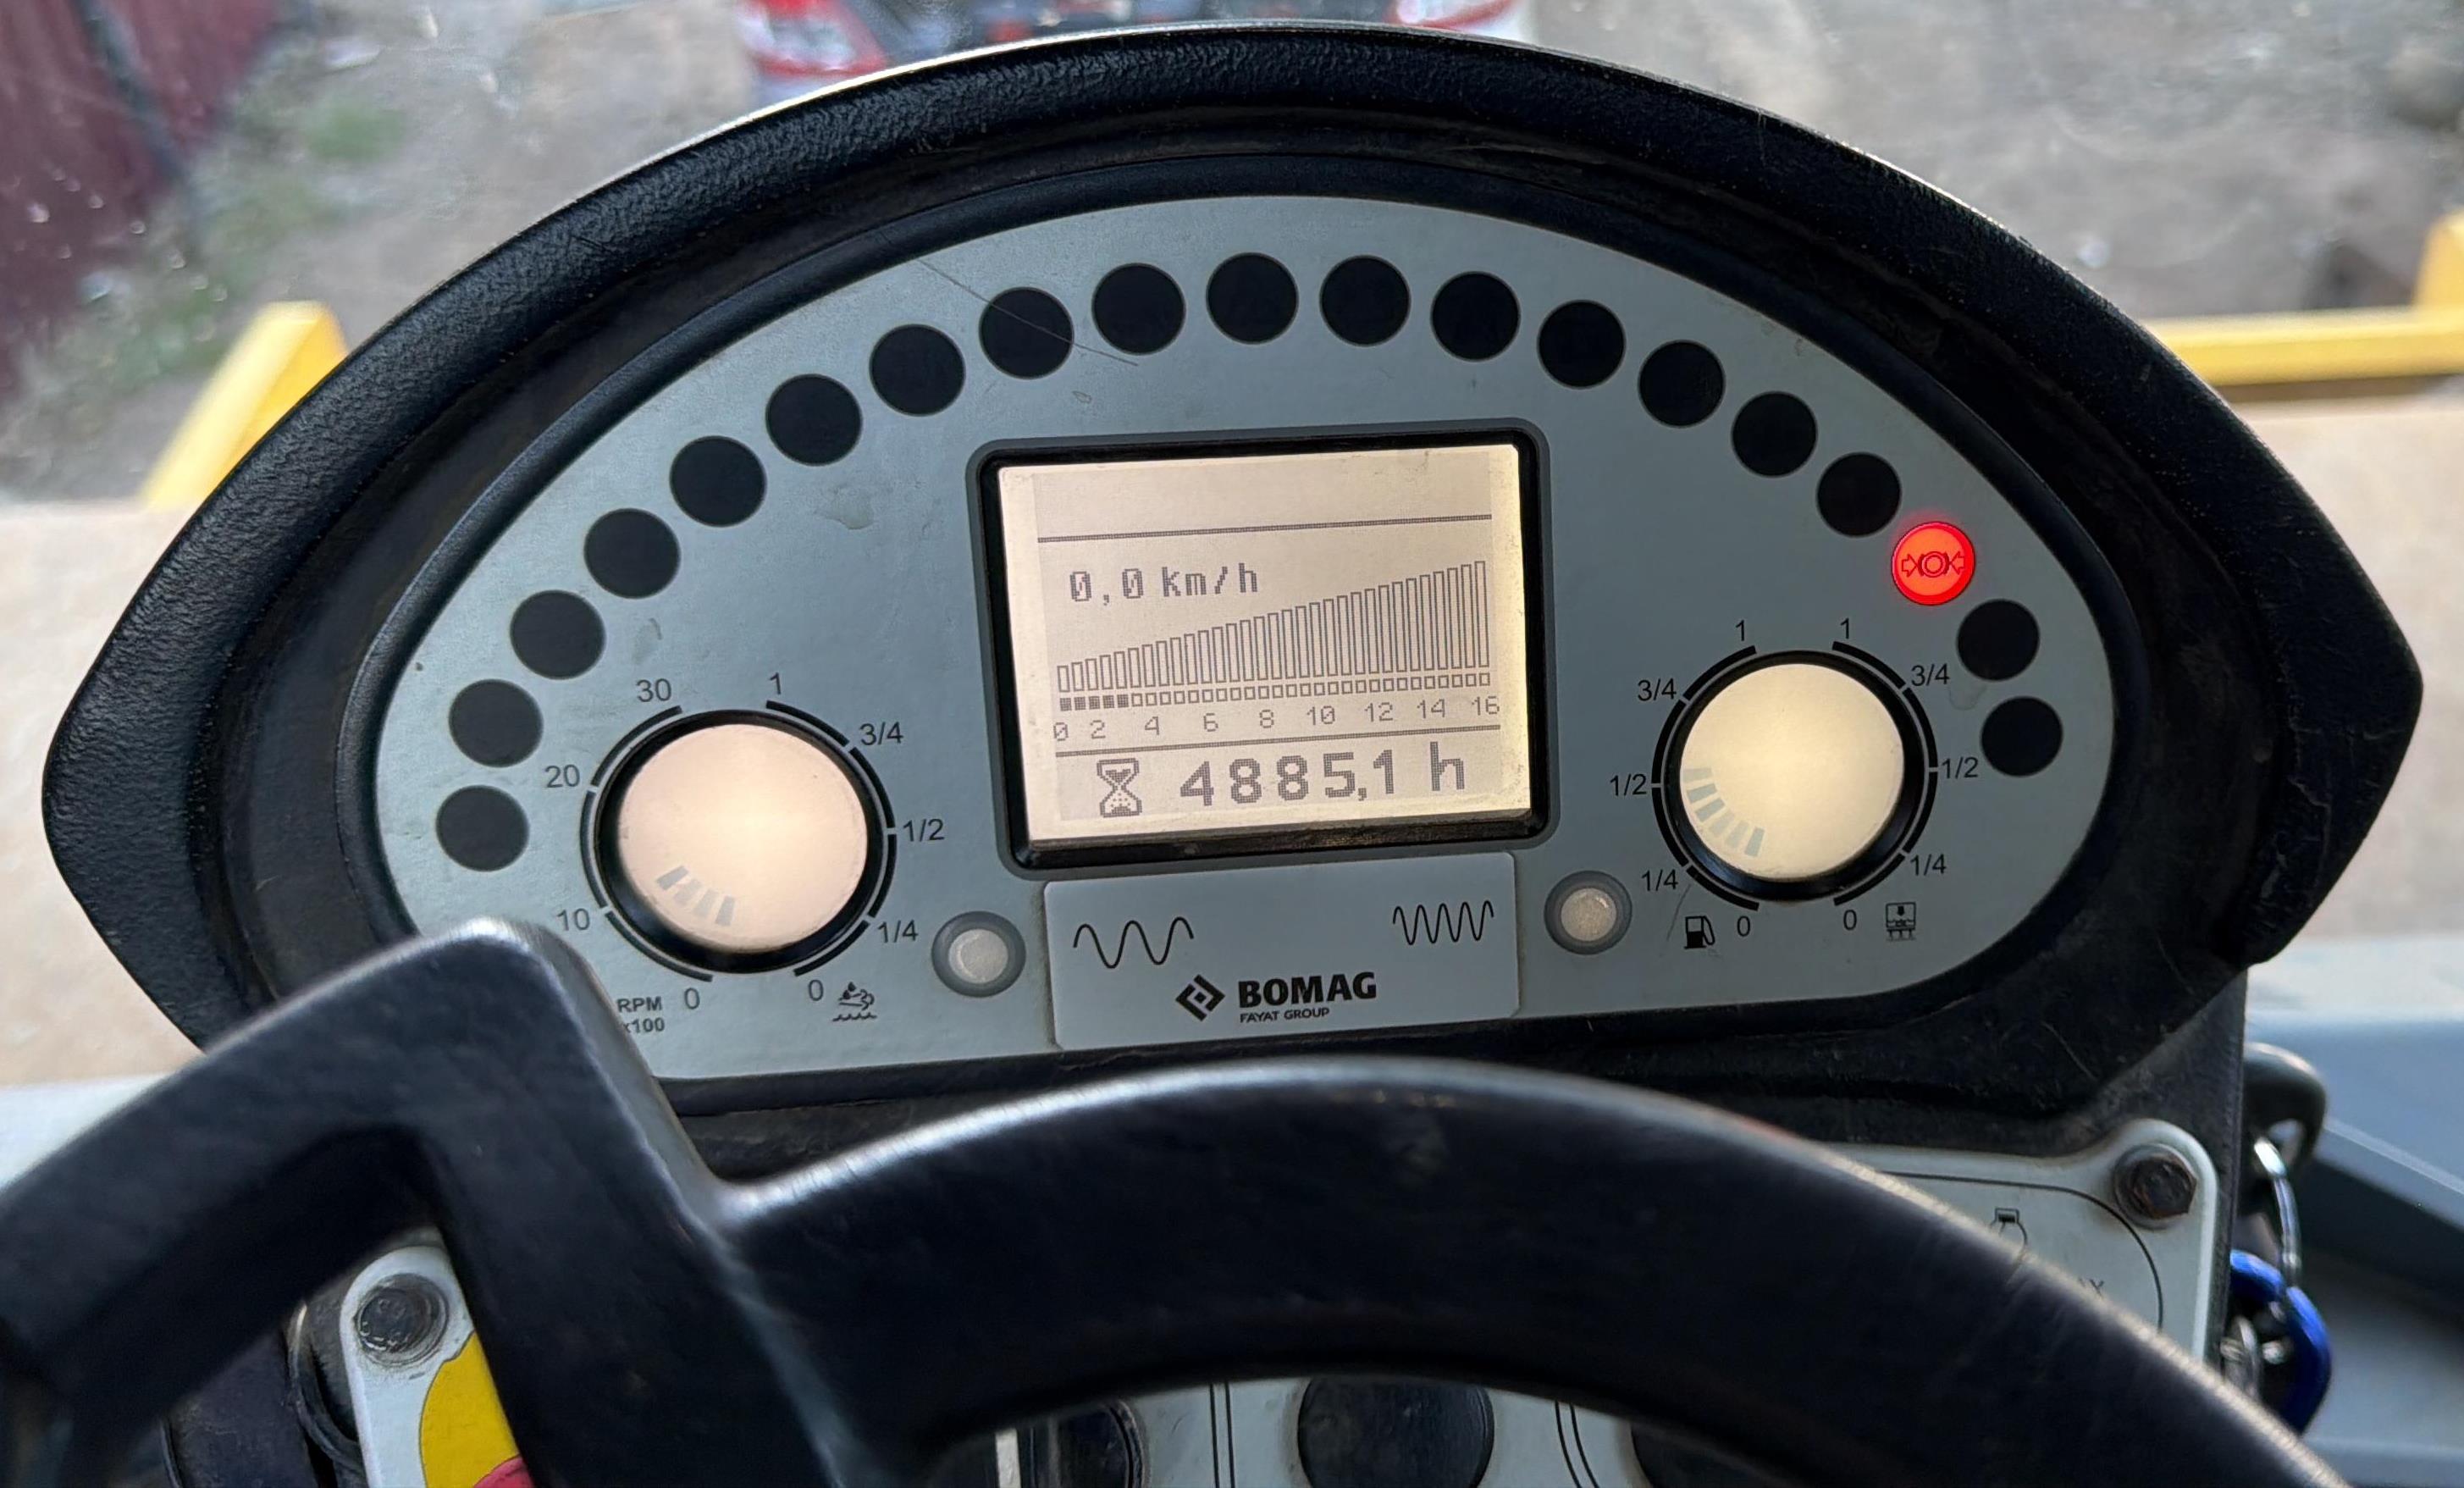 0,0 km/h
0 2 4 6 8 10 12 14 16
4885,1 h
30 1
20 3/4
10 1/2
RPM x100 0 0 1/4
1 1
3/4 3/4
1/2 1/2
1/4 1/4
0 0
BOMAG
FAYAT GROUP